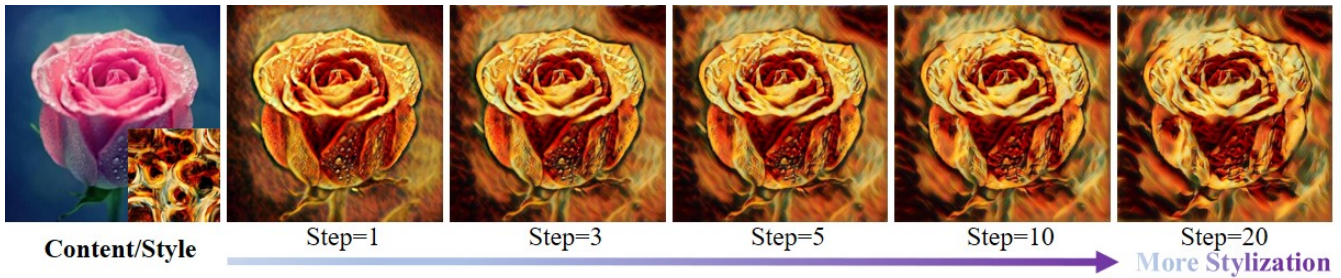 Content/Style
Step=1
Step=3
Step=5
Step=10
Step=20
More Stylization